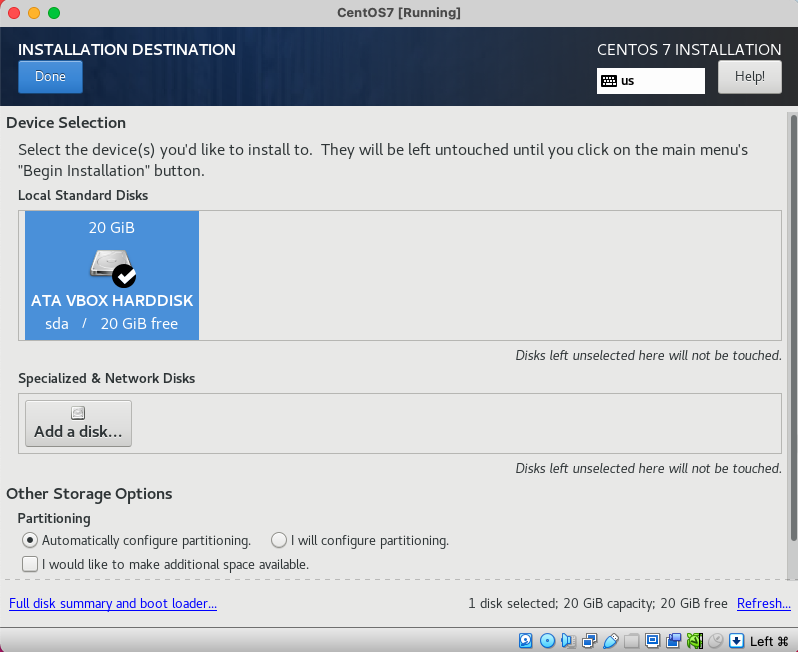 CentOS7 [Running]
INSTALLATION DESTINATION
CENTOS 7 INSTALLATION
Done
us
Help!
Device Selection
Select the device(s) you'd like to install to.  They will be left untouched until you click on the main menu's
"Begin Installation" button.
Local Standard Disks
20 GiB
ATA VBOX HARDDISK
sda / 20 GiB free
Disks left unselected here will not be touched.
Specialized & Network Disks
Add a disk...
Disks left unselected here will not be touched.
Other Storage Options
Partitioning
Automatically configure partitioning. I will configure partitioning.
I would like to make additional space available.
Full disk summary and boot loader... 1 disk selected; 20 GiB capacity; 20 GiB free Refresh...
Left ⌘